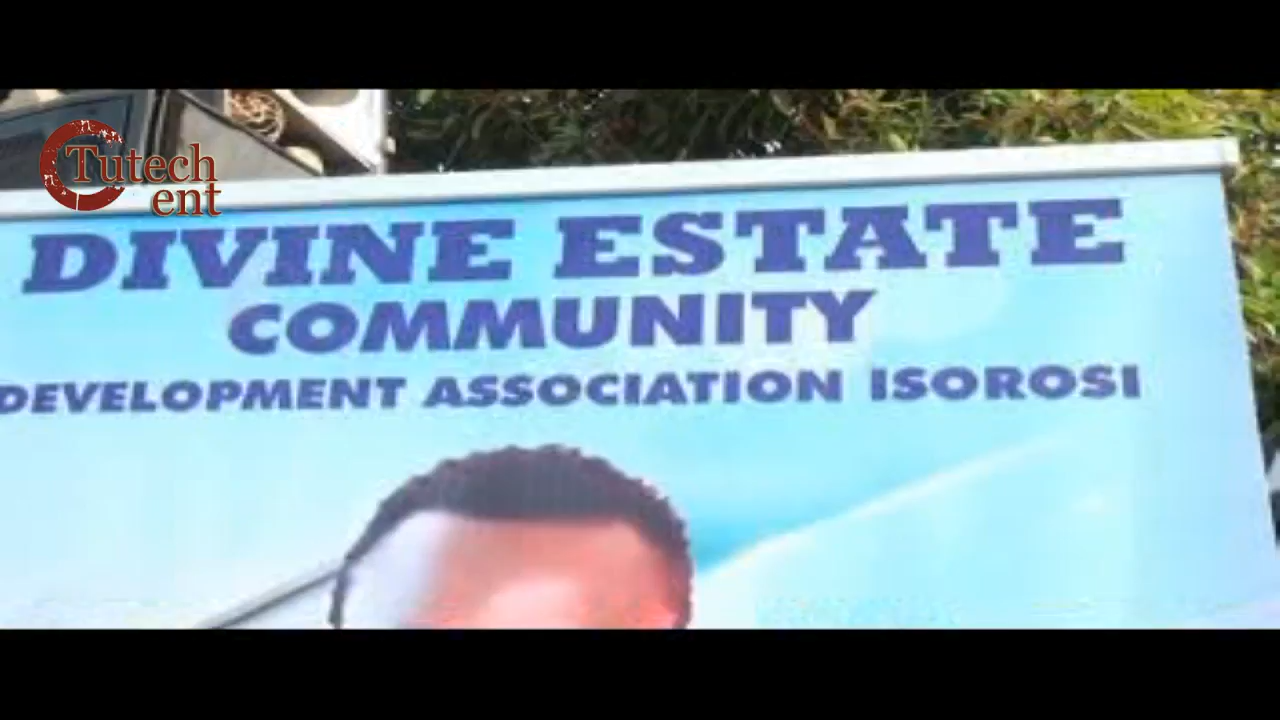 Tutech
ent
DIVINE ESTATE
COMMUNITY
DEVELOPMENT ASSOCIATION ISOROSI